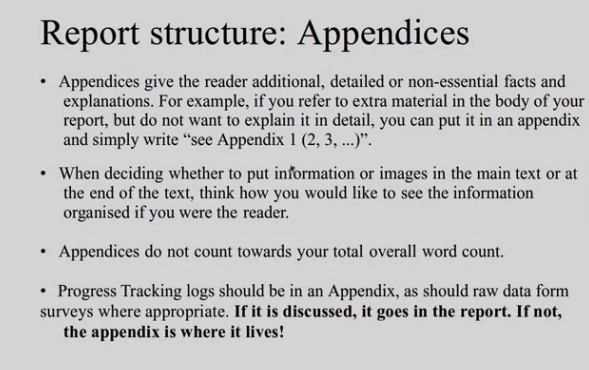 Report structure: Appendices
• Appendices give the reader additional, detailed or non-essential facts and
explanations. For example, if you refer to extra material in the body of your
report, but do not want to explain it in detail, you can put it in an appendix
and simply write “see Appendix 1 (2, 3, ...)”.
• When deciding whether to put information or images in the main text or at
the end of the text, think how you would like to see the information
organised if you were the reader.
• Appendices do not count towards your total overall word count.
• Progress Tracking logs should be in an Appendix, as should raw data form
surveys where appropriate. If it is discussed, it goes in the report. If not,
the appendix is where it lives!